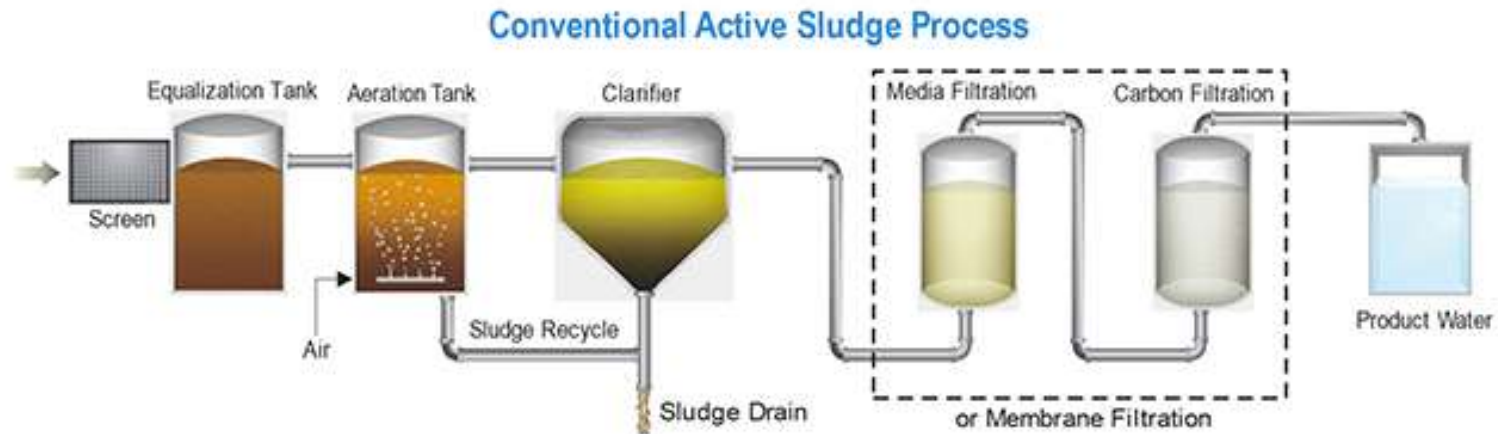 Conventional Active Sludge Process
Equalization Tank
Aeration Tank
Clarifier
Media Filtration
Carbon Filtration
Screen
Air
Sludge Recycle
Sludge Drain
Product Water
or Membrane Filtration